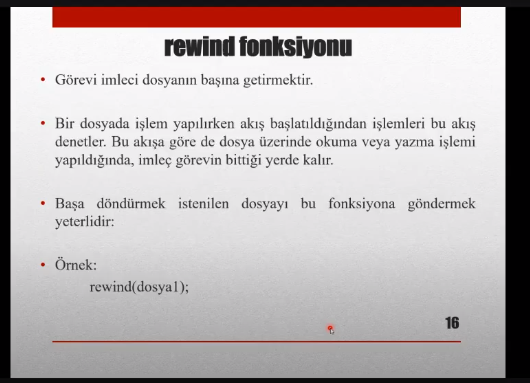 rewind fonksiyonu
• Görevi imleci dosyanın başına getirmektir.
• Bir dosyada işlem yapılırken akış başlatıldığından işlemleri bu akış
denetler. Bu akışa göre de dosya üzerinde okuma veya yazma işlemi
yapıldığında, imleç görevin bittiği yerde kalır.
• Başa döndürmek istenilen dosyayı bu fonksiyona göndermek
yeterlidir:
• Örnek:
rewind(dosya1);
16